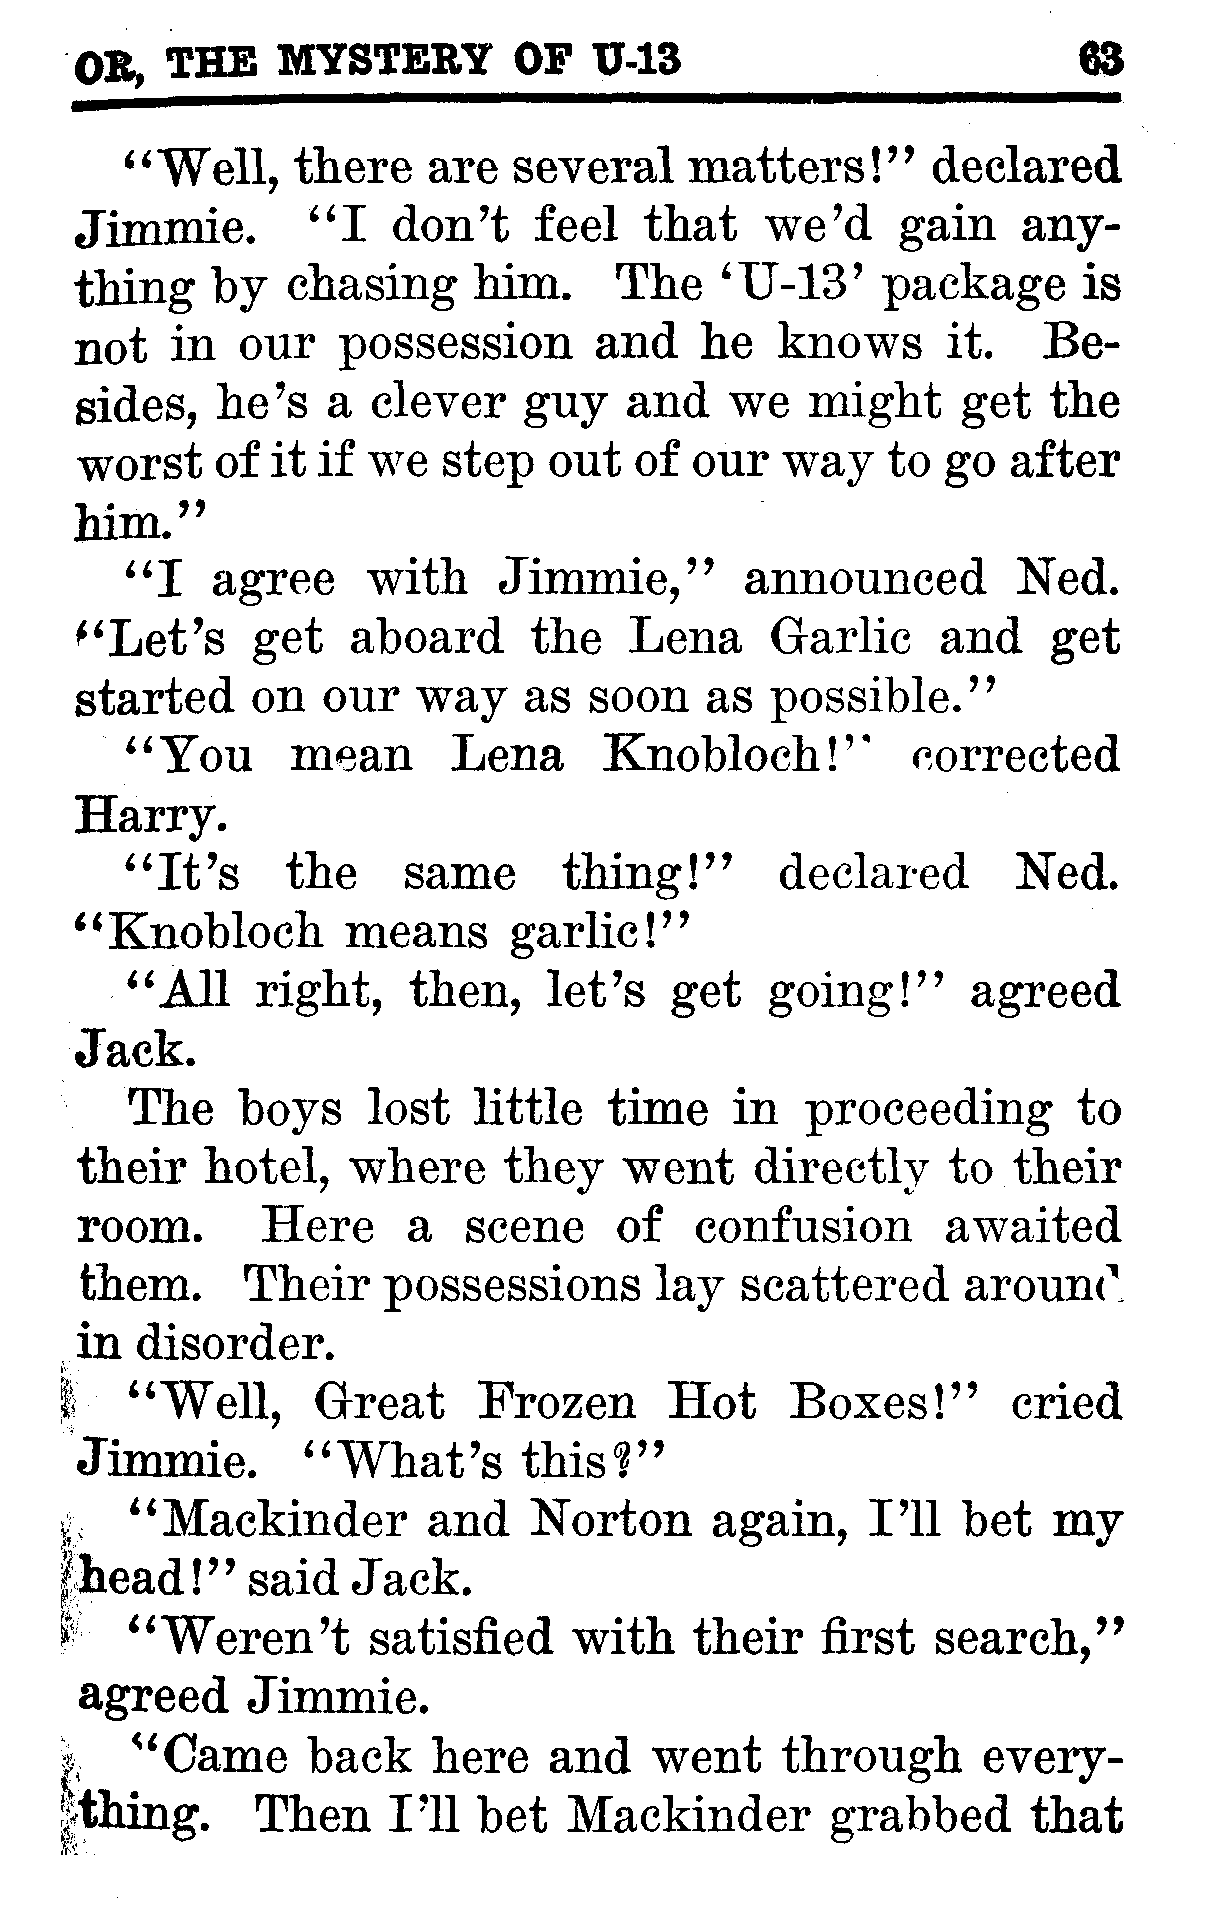 OR, THE MYSTERY OF U-13 63
“Well, there are several matters!” declared
Jimmie. “I don’t feel that we’d gain any-
thing by chasing him. The ‘U-13’ package is
not in our possession and he knows it. Be-
sides, he’s a clever guy and we might get the
worst of it if we step out of our way to go after
him.”
“I agree with Jimmie,” announced Ned.
“Let’s get aboard the Lena Garlic and get
started on our way as soon as possible.”
“You mean Lena Knobloch!” corrected
Harry.
“It’s the same thing!” declared Ned.
“Knobloch means garlic!”
“All right, then, let’s get going!” agreed
Jack.
The boys lost little time in proceeding to
their hotel, where they went directly to their
room. Here a scene of confusion awaited
them. Their possessions lay scattered around
in disorder.
“Well, Great Frozen Hot Boxes!” cried
Jimmie. “What’s this?”
“Mackinder and Norton again, I’ll bet my
head!” said Jack.
“Weren’t satisfied with their first search,”
agreed Jimmie.
“Came back here and went through every-
thing. Then I’ll bet Mackinder grabbed that